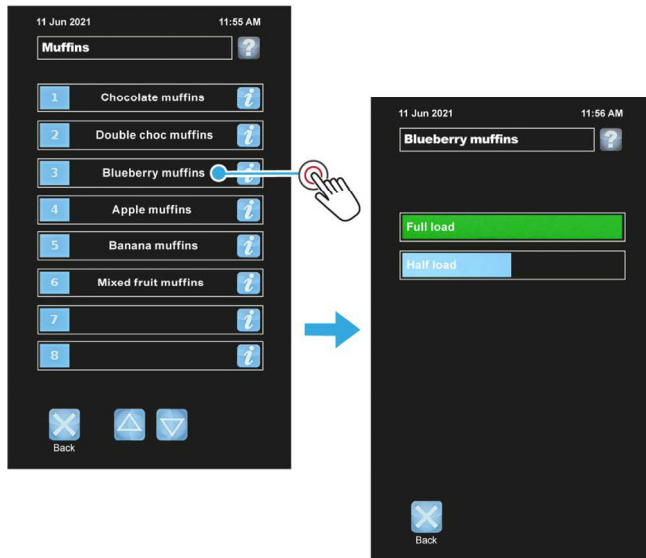 11 Jun 2021 11:55 AM
Muffins ?
1 Chocolate muffins i
2 Double choc muffins i
3 Blueberry muffins i
4 Apple muffins i
5 Banana muffins i
6 Mixed fruit muffins i
7 i
8 i
Back
11 Jun 2021 11:56 AM
Blueberry muffins ?
Full load
Half load
Back